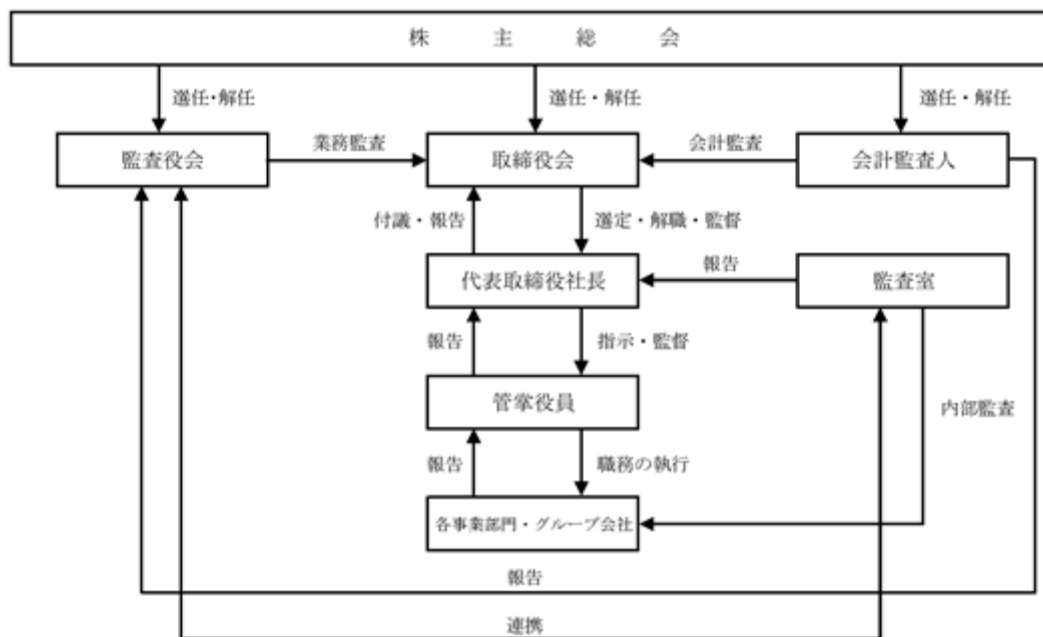 株主総会
選任・解任
選任・解任
選任・解任
監査役会
業務監査
取締役会
会計監査
会計監査人
付議・報告
選定・解職・監督
代表取締役社長
報告
監査室
報告
指示・監督
管掌役員
内部監査
報告
職務の執行
各事業部門・グループ会社
報告
連携